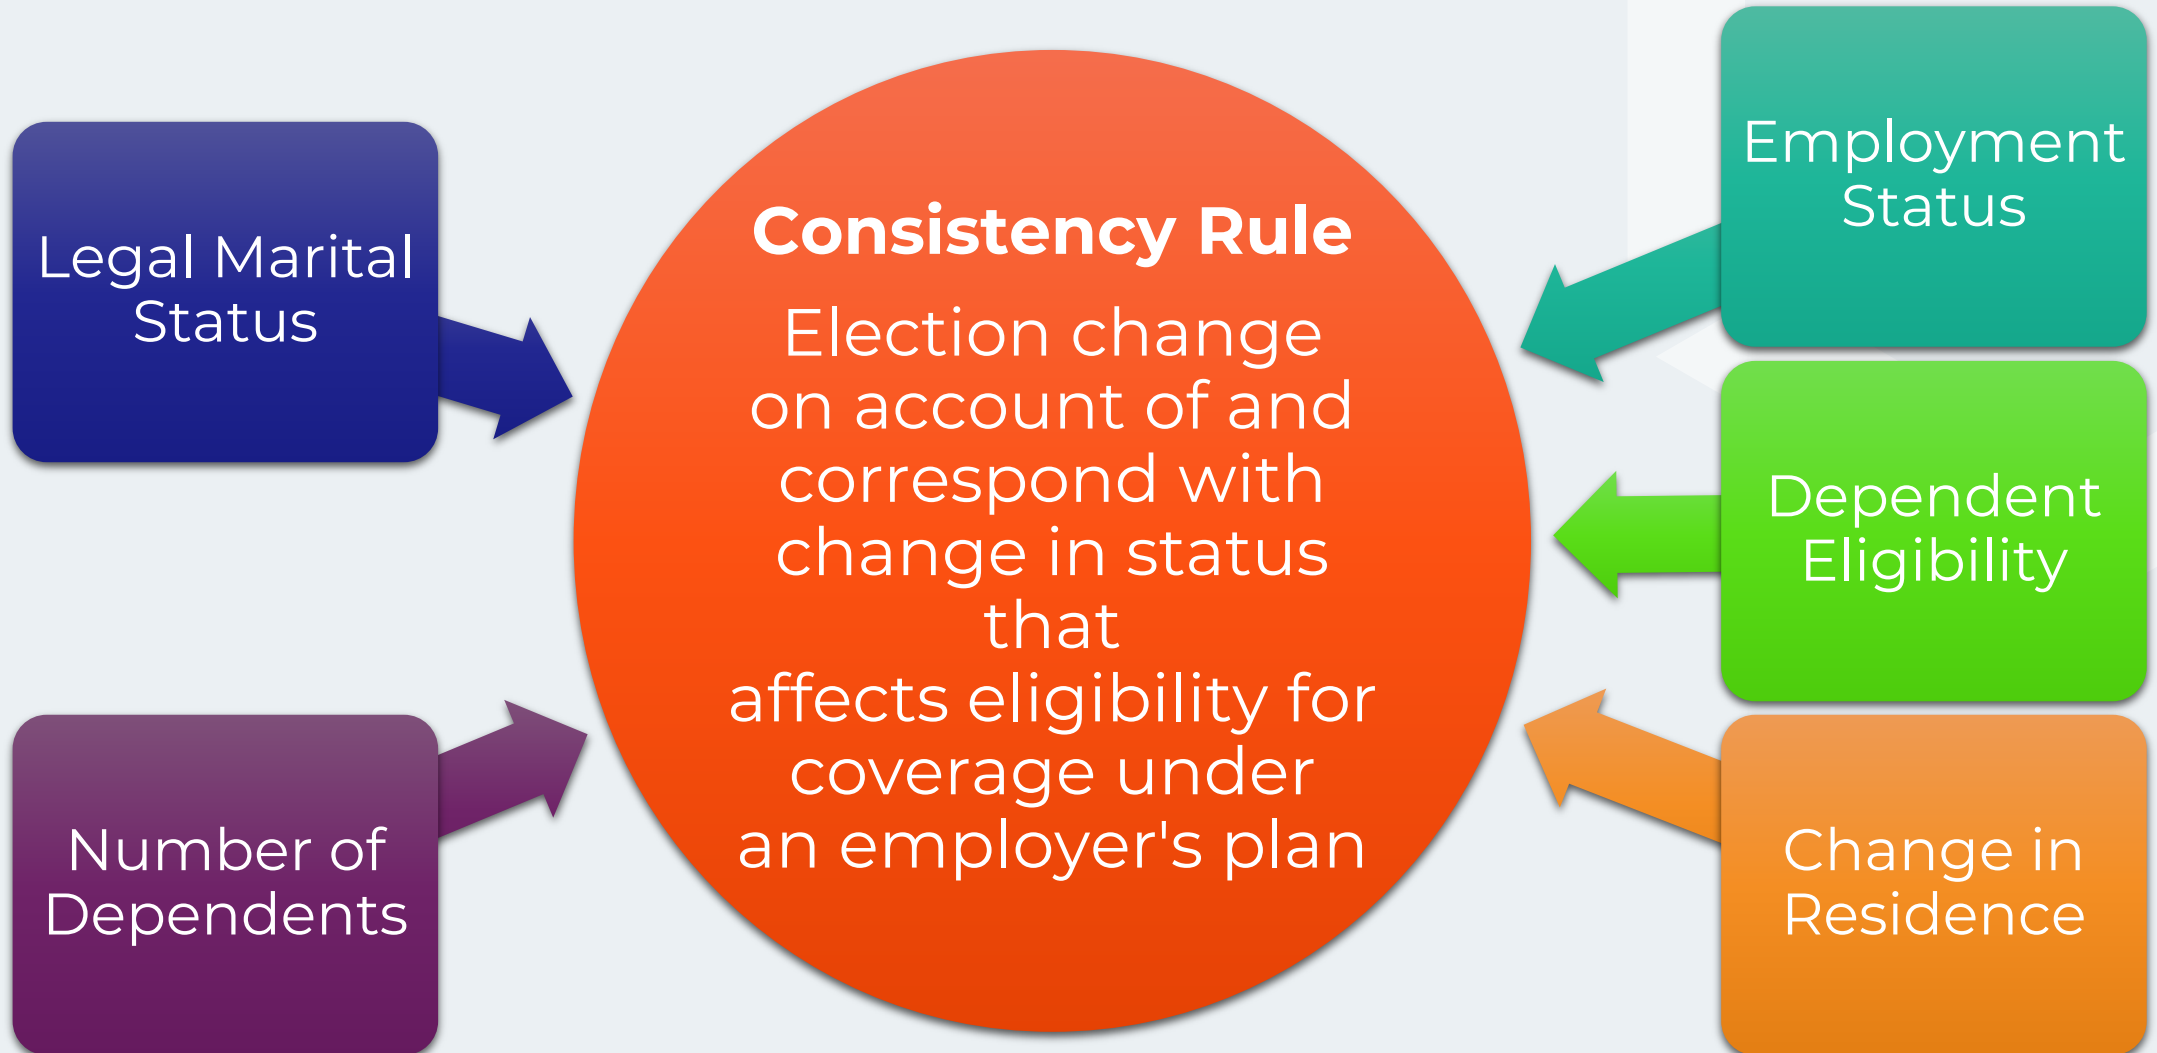 Legal Marital
Status
Number of
Dependents
Consistency Rule
Election change
on account of and
correspond with
change in status
that
affects eligibility for
coverage under
an employer's plan
Employment
Status
Dependent
Eligibility
Change in
Residence